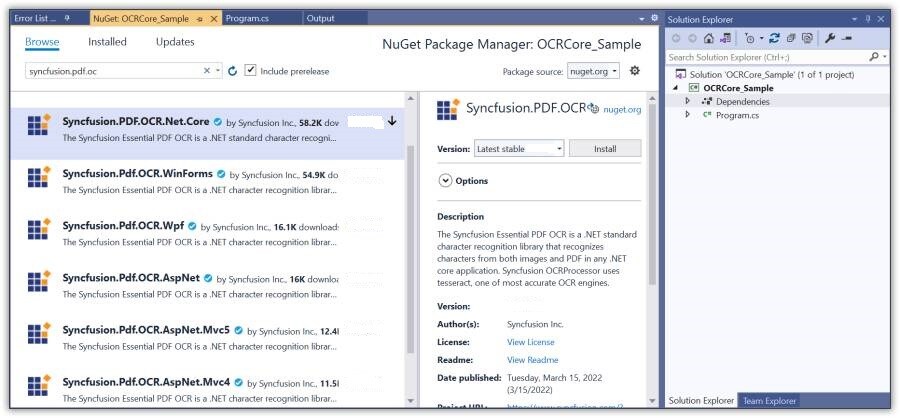 Error List ...
NuGet: OCRCore_Sample
Program.cs
Output
Browse
Installed
Updates
NuGet Package Manager: OCRCore_Sample
syncfusion.pdf.oc
Include prerelease
Package source:
nuget.org
Syncfusion.PDF.OCR.Net.Core by Syncfusion Inc., 58.2K dow
The Syncfusion Essential PDF OCR is a .NET standard character recogni...
Syncfusion.Pdf.OCR.WinForms by Syncfusion Inc., 54.9K do
The Syncfusion Essential PDF OCR is a .NET character recognition librar...
Syncfusion.Pdf.OCR.Wpf by Syncfusion Inc., 16.1K downloads
The Syncfusion Essential PDF OCR is a .NET character recognition librar...
Syncfusion.Pdf.OCR.AspNet by Syncfusion Inc., 16K downloa
The Syncfusion Essential PDF OCR is a .NET character recognition librar...
Syncfusion.Pdf.OCR.AspNet.Mvc5 by Syncfusion Inc., 12.4
The Syncfusion Essential PDF OCR is a .NET character recognition librar...
Syncfusion.Pdf.OCR.AspNet.Mvc4 by Syncfusion Inc., 11.5
The Syncfusion Essential PDF OCR is a .NET character recognition librar...
Syncfusion.PDF.OCR
nuget.org
Version:
Latest stable
Install
Options
Description
The Syncfusion Essential PDF OCR is a .NET standard
character recognition library that recognizes
characters from both images and PDF in any .NET
core application. Syncfusion OCRProcessor uses
tesseract, one of most accurate OCR engines.
Version:
Author(s): Syncfusion Inc.
License: View License
Readme: View Readme
Date published: Tuesday, March 15, 2022
(3/15/2022)
Project URL: https://www.syncfusion.com/?
Solution Explorer
Search Solution Explorer (Ctrl+;)
Solution 'OCRCore_Sample' (1 of 1 project)
OCRCore_Sample
Dependencies
C# Program.cs
Solution Explorer
Team Explorer